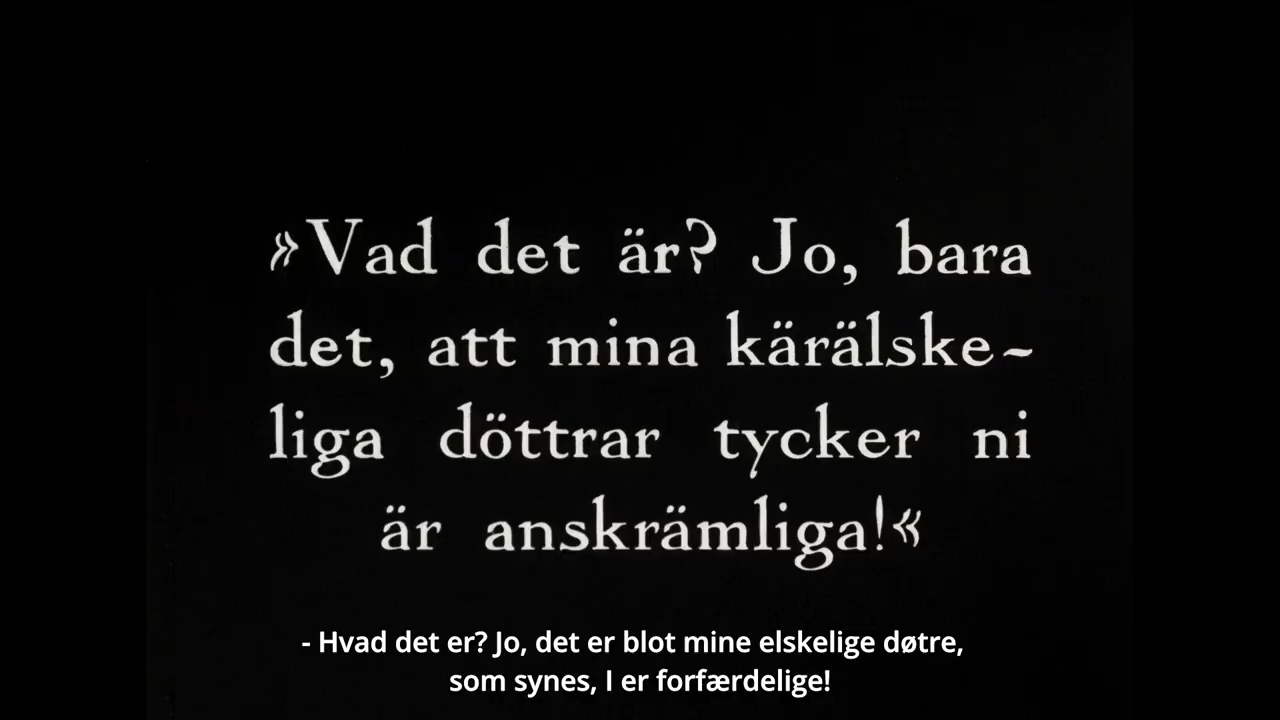 »Vad det är? Jo, bara
det, att mina kärälske-
liga döttrar tycker ni
är anskrämliga!«
- Hvad det er? Jo, det er blot mine elskelige døtre,
som synes, I er forfærdelige!